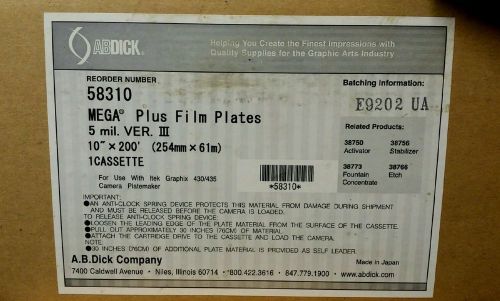 ABDICK®
Helping You Create the Finest Impressions with
Quality Supplies for the Graphic Arts Industry
REORDER NUMBER
58310
MEGA® Plus Film Plates
5 mil. VER. III
10"×200' (254mm×61m)
1CASSETTE
For Use With Itek Graphix 430/435
Camera Platemaker
*58310*
Batching Information:
E9202 UA
Related Products:
38750 38756
Activator Stabilizer
38773 38766
Fountain Etch
Concentrate
IMPORTANT:
●AN ANTI-CLOCK SPRING DEVICE PROTECTS THIS MATERIAL FROM DAMAGE DURING SHIPMENT
AND MUST BE RELEASED BEFORE THE CAMERA IS LOADED.
TO RELEASE ANTI-CLOCK SPRING DEVICE:
●LOOSEN THE LEADING EDGE OF THE PLATE MATERIAL FROM THE SURFACE OF THE CASSETTE.
●PULL OUT APPROXIMATELY 30 INCHES (76CM) OF MATERIAL.
●ATTACH THE CARTRIDGE DRIVE TO THE CASSETTE AND LOAD THE CAMERA.
NOTE:
●30 INCHES (76CM) OF ADDITIONAL PLATE MATERIAL IS PROVIDED AS SELF LEADER.
A.B.Dick Company
Made in Japan
7400 Caldwell Avenue • Niles, Illinois 60714 • 800.422.3616 • 847.779.1900 • www.abdick.com